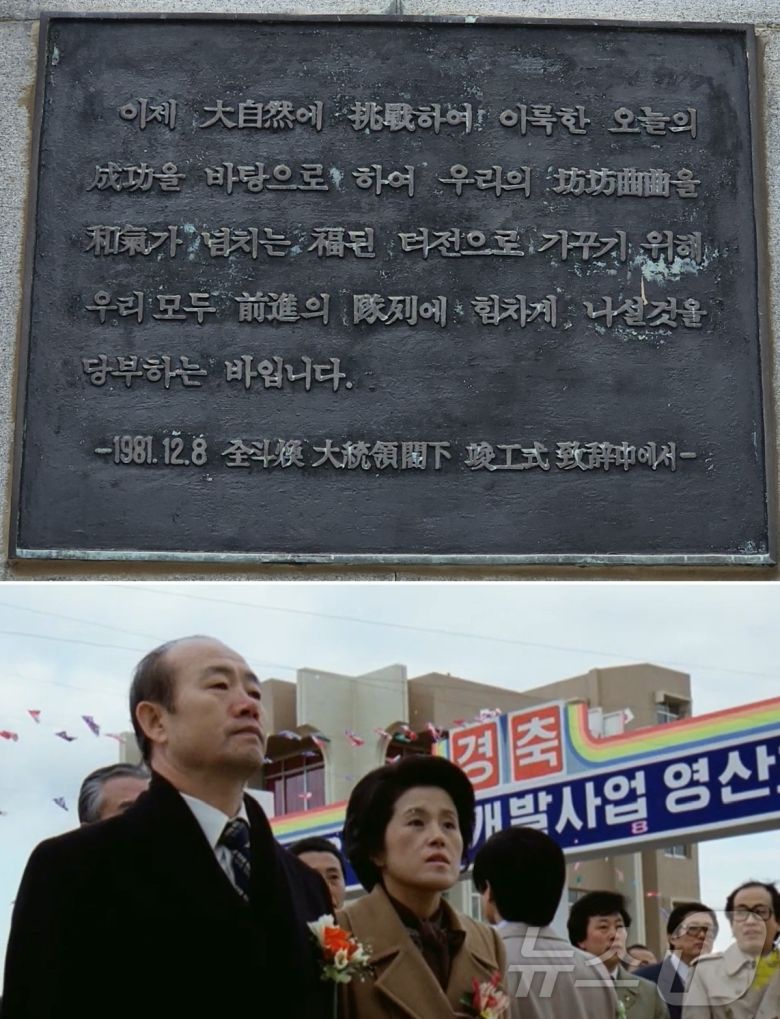 이제 大自然에 挑戰하여 이룩한 오늘의
成功을 바탕으로 하여 우리의 坊坊曲曲을
和氣가 넘치는 福된 터전으로 가꾸기 위해
우리 모두 前進의 隊列에 힘차게 나설것을
당부하는 바입니다.
-1981.12.8 全斗煥 大統領閣下 竣工式 致辞中에서-
경축
개발사업 영산
8
뉴스1